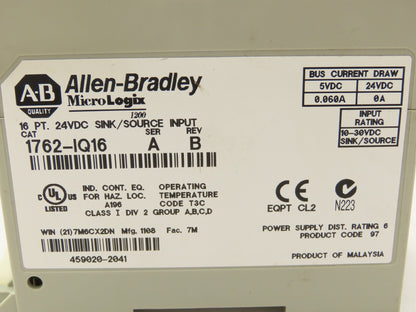 A-B
QUALITY
Allen-Bradley
MicroLogix
1200
16 PT. 24VDC SINK/SOURCE INPUT
CAT SER REV
1762-IQ16 A B
BUS CURRENT DRAW
5VDC 24VDC
0.060A 0A
INPUT
RATING
10-30VDC
SINK/SOURCE
C UL US
LISTED
IND. CONT. EQ.
FOR HAZ. LOC.
A196
OPERATING
TEMPERATURE
CODE T3C
CLASS I DIV 2 GROUP A,B,C,D
CE
EQPT CL2
N223
WIN (21)7M6CX2DN Mfg. 1108 Fac. 7M
POWER SUPPLY DIST. RATING 6
PRODUCT CODE 97
459020-2041
PRODUCT OF MALAYSIA